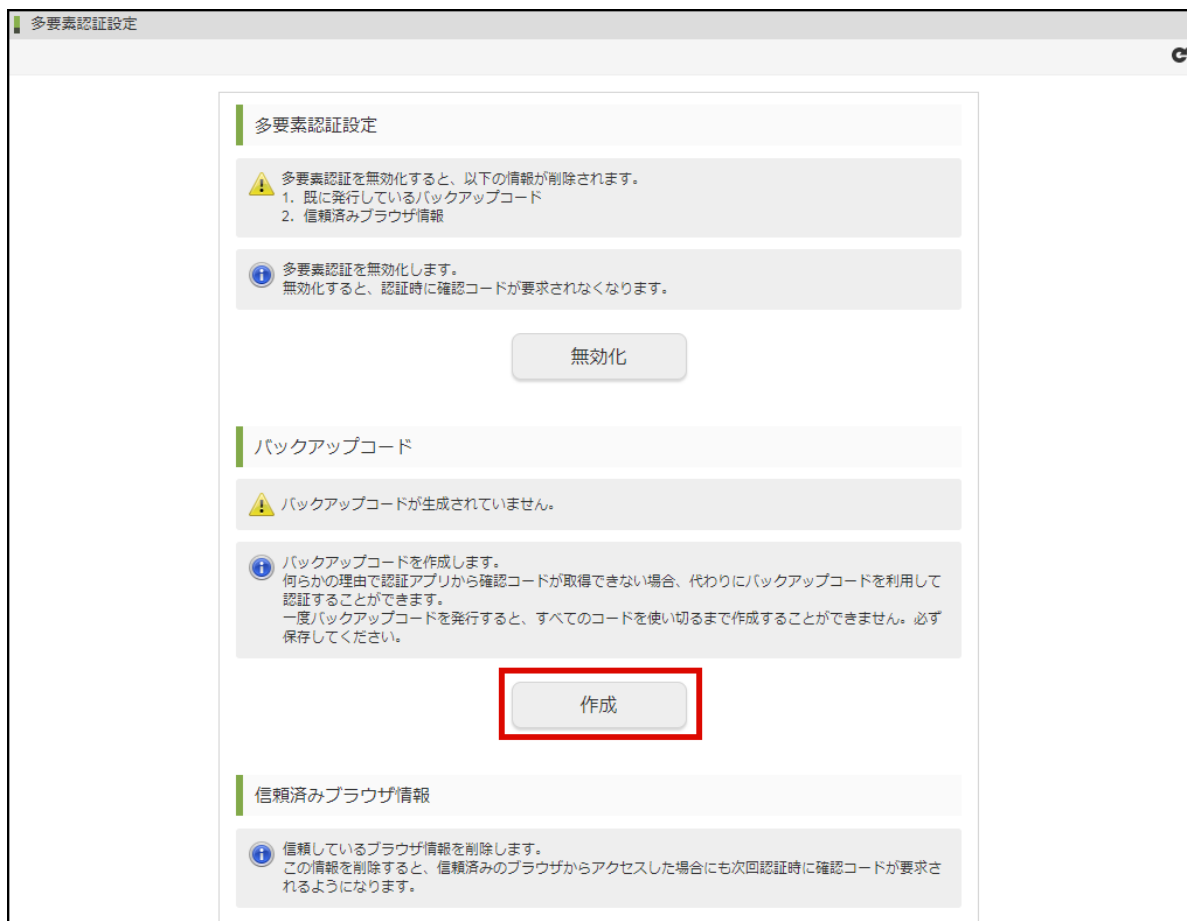 多要素認証設定
多要素認証設定
多要素認証を無効化すると、以下の情報が削除されます。
1. 既に発行しているバックアップコード
2. 信頼済みブラウザ情報
多要素認証を無効化します。
無効化すると、認証時に確認コードが要求されなくなります。
無効化
バックアップコード
バックアップコードが生成されていません。
バックアップコードを作成します。
何らかの理由で認証アプリから確認コードが取得できない場合、代わりにバックアップコードを利用して
認証することができます。
一度バックアップコードを発行すると、すべてのコードを使い切るまで作成することができません。必ず
保存してください。
作成
信頼済みブラウザ情報
信頼しているブラウザ情報を削除します。
この情報を削除すると、信頼済みのブラウザからアクセスした場合にも次回認証時に確認コードが要求さ
れるようになります。